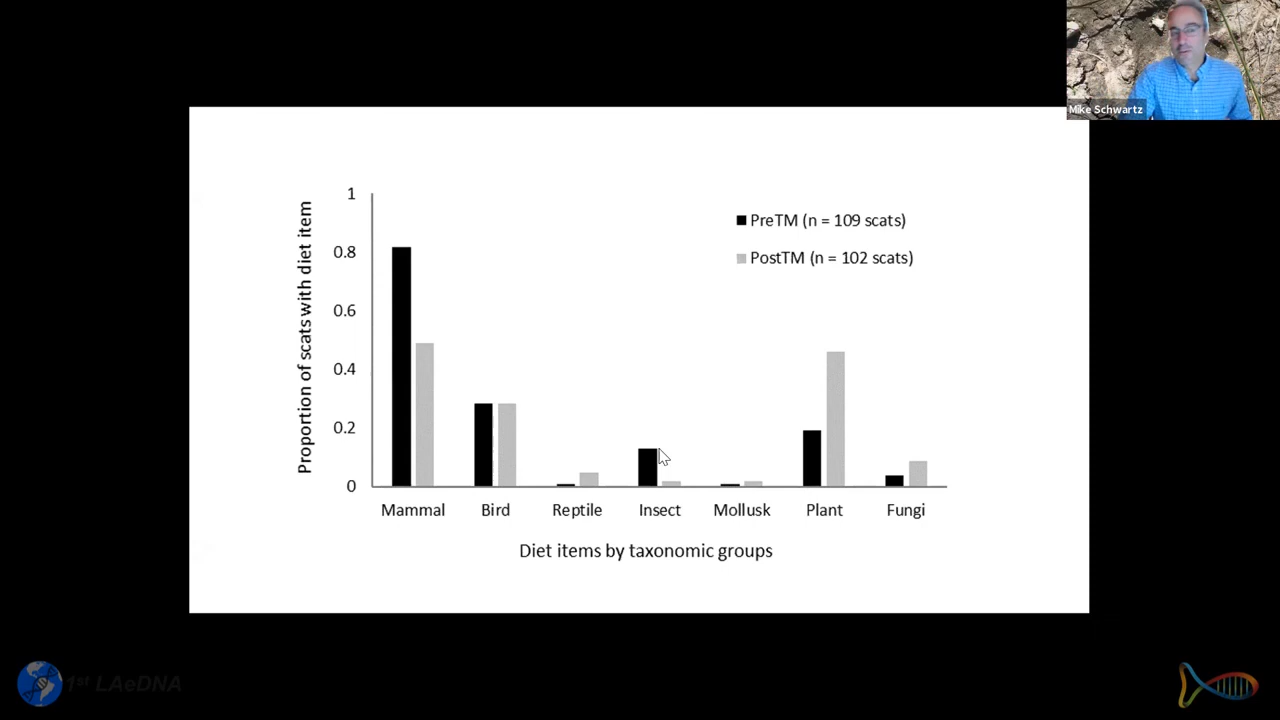 Mike Schwartz
PreTM (n = 109 scats)
PostTM (n = 102 scats)
Proportion of scats with diet item
1
0.8
0.6
0.4
0.2
0
Mammal Bird Reptile Insect Mollusk Plant Fungi
Diet items by taxonomic groups
1st LAeDNA